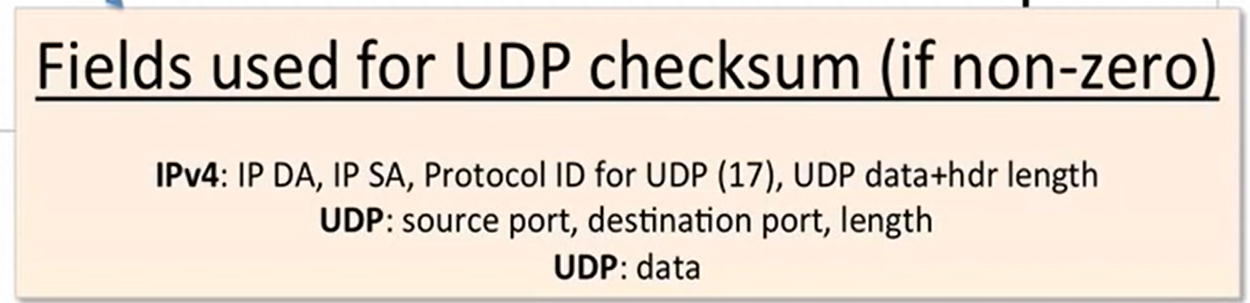 Fields used for UDP checksum (if non-zero)
IPv4: IP DA, IP SA, Protocol ID for UDP (17), UDP data+hdr length
UDP: source port, destination port, length
UDP: data